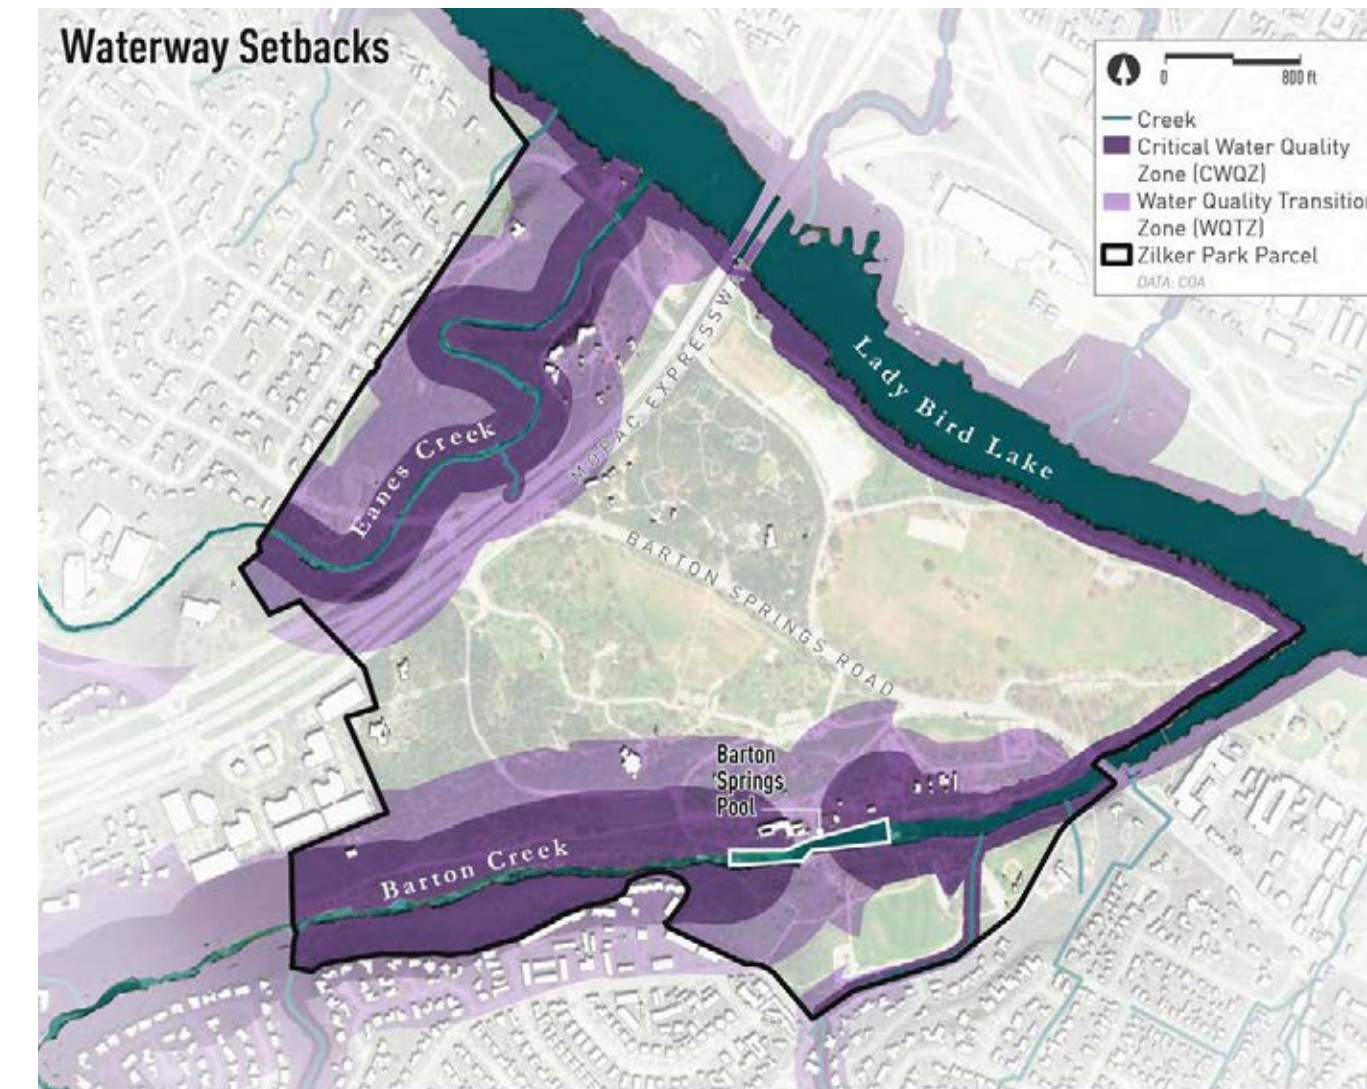 Waterway Setbacks
0 800 ft
Creek
Critical Water Quality
Zone (CWQZ)
Water Quality Transition
Zone (WQTZ)
Zilker Park Parcel
DATA: COA
Lady Bird Lake
MOPAC EXPRESSW
Eanes Creek
BARTON SPRINGS ROAD
Barton
Springs
Pool
Barton Creek